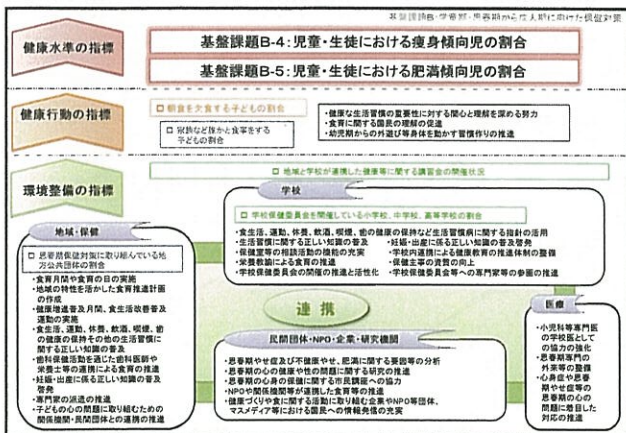 基盤課題B-学童期・思春期から成人期に向けた保健対策
健康水準の指標
基盤課題B-4：児童・生徒における痩身傾向児の割合
基盤課題B-5：児童・生徒における肥満傾向児の割合
健康行動の指標
□ 朝食を欠食する子どもの割合
□ 家族など誰かと食事をする
子どもの割合
・健康な生活習慣の重要性に対する関心と理解を深める努力
・食育に関する国民の理解の促進
・幼児期からの外遊び等身体を動かす習慣作りの推進
環境整備の指標
□ 地域と学校が連携した健康等に関する講習会の開催状況
学校
□ 学校保健委員会を開催している小学校、中学校、高等学校の割合
・食生活、運動、休養、飲酒、喫煙、歯の健康の保持など生活習慣病に関する指針の活用
・生活習慣に関する正しい知識の普及
・妊娠・出産に係る正しい知識の普及啓発
・保健室等の相談活動の機能の充実
・学校内連携による健康教育の推進体制の整備
・栄養教諭による食育の推進
・保健主事の資質の向上
・学校保健委員会の開催の推進と活性化
・学校保健委員会等への専門家等の参画の推進
地域・保健
□ 思春期保健対策に取り組んでいる地
方公共団体の割合
・食育月間や食育の日の実施
・地域の特性を活かした食育推進計画
の作成
・健康増進普及月間、食生活改善普及
運動の実施
・食生活、運動、休養、飲酒、喫煙、歯
の健康の保持その他の生活習慣に
関する正しい知識の普及
・歯科保健活動を通じた歯科医師や
栄養士等の連携による食育の推進
・妊娠・出産に係る正しい知識の普及
啓発
・専門家の派遣の推進
・子どもの心の問題に取り組むための
関係機関・民間団体との連携の推進
連携
医療
・小児科等専門医
の学校医として
の協力の強化
・思春期専門の
外来等の整備
・心身症や思春
期やせ症等の
思春期の心の
問題に着目した
対応の推進
民間団体・NPO・企業・研究機関
・思春期やせ症及び不健康やせ、肥満に関する要因等の分析
・思春期の心の健康や性の問題に関する研究の推進
・思春期の心身の保健に関する市民講座への協力
・NPOや関係機関等が連携した食育等の推進
・健康づくりや食に関する活動に取り組む企業やNPO等団体、
マスメディア等における国民への情報発信の充実